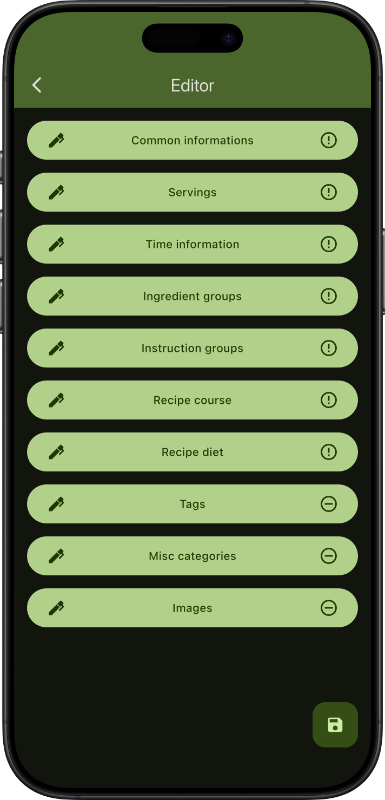 Editor
Common informations
Servings
Time information
Ingredient groups
Instruction groups
Recipe course
Recipe diet
Tags
Misc categories
Images